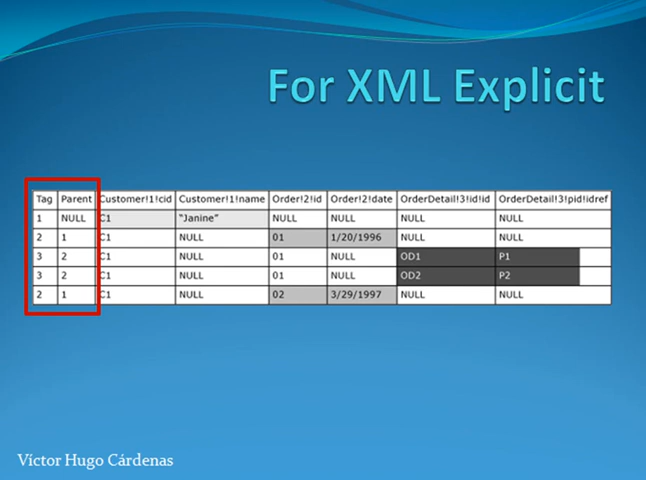 For XML Explicit
Tag Parent Customer!1!cid Customer!1!name Order!2!id Order!2!date OrderDetail!3!id!id OrderDetail!3!pid!idref
1 NULL C1 "Janine" NULL NULL NULL NULL
2 1 C1 NULL 01 1/20/1996 NULL NULL
3 2 C1 NULL 01 NULL OD1 P1
3 2 C1 NULL 01 NULL OD2 P2
2 1 C1 NULL 02 3/29/1997 NULL NULL
Víctor Hugo Cárdenas